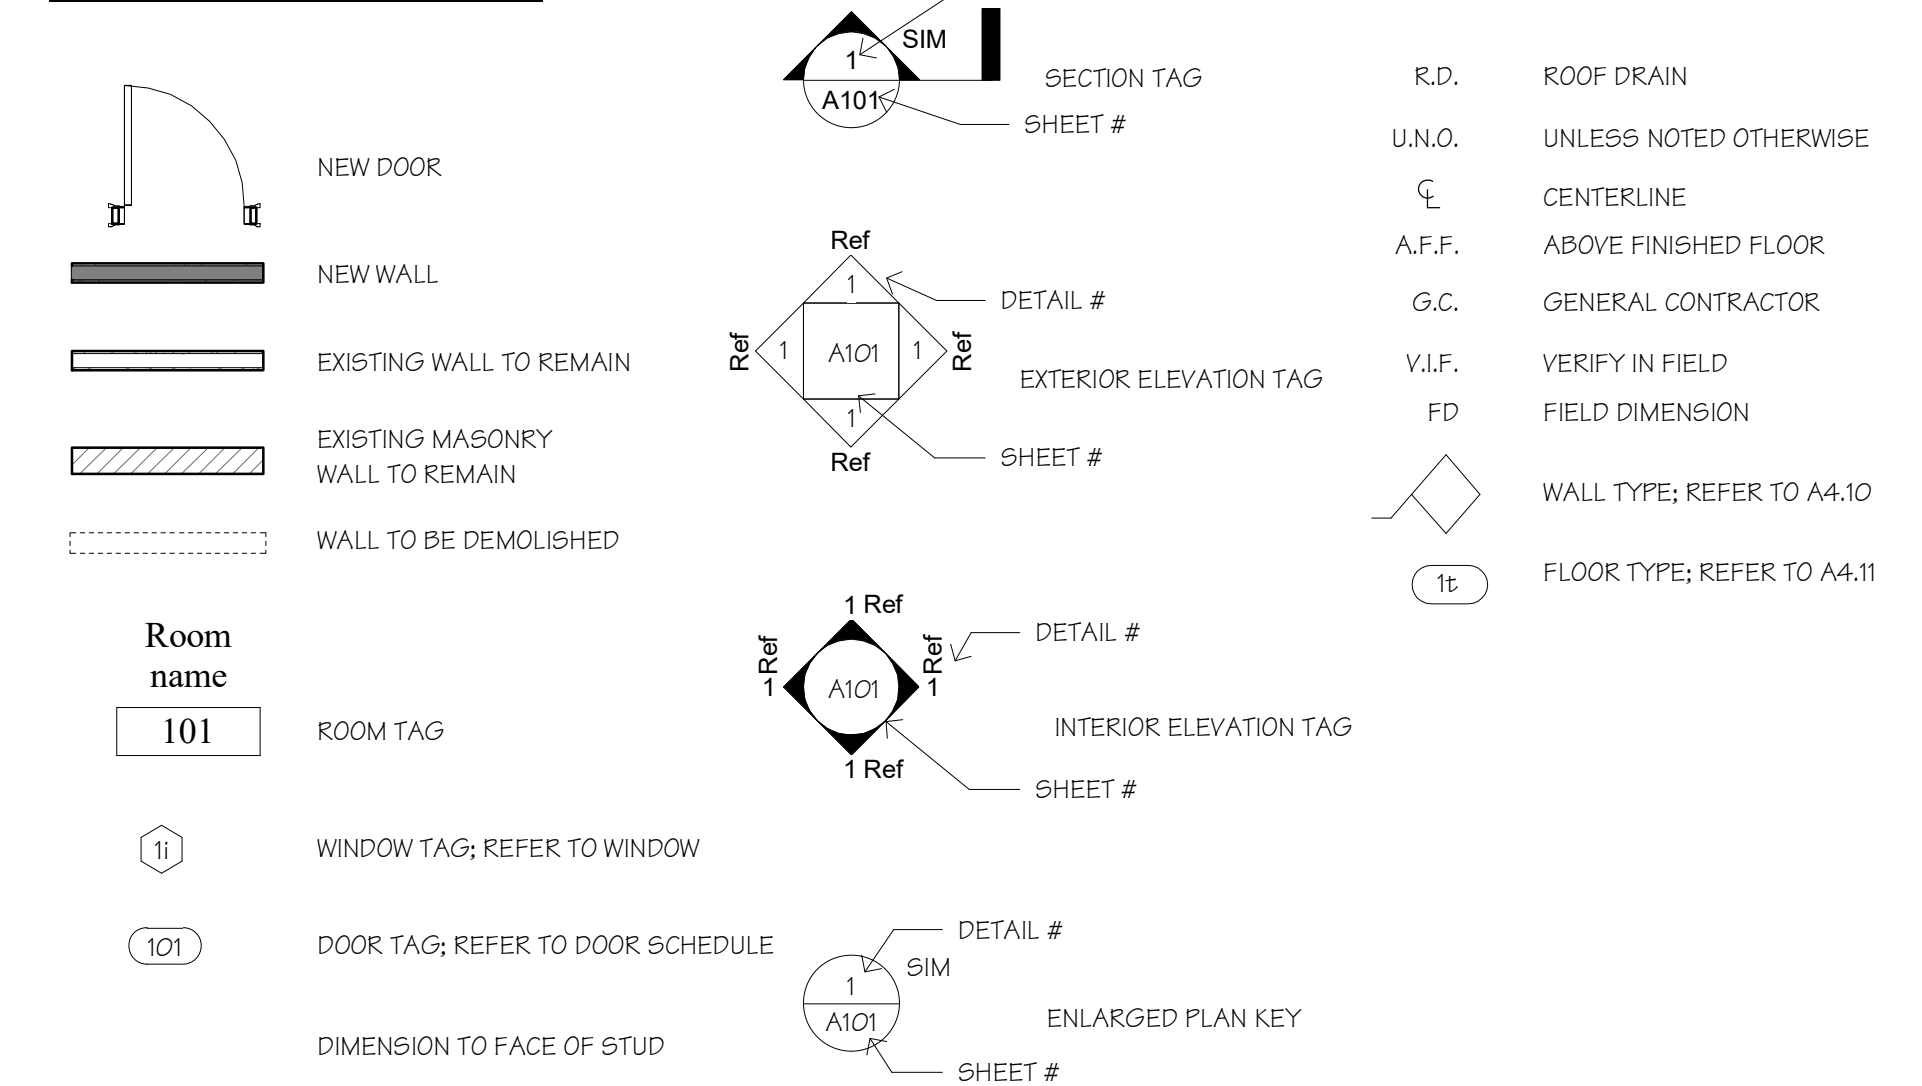 NEW DOOR
NEW WALL
EXISTING WALL TO REMAIN
EXISTING MASONRY
WALL TO REMAIN
WALL TO BE DEMOLISHED
Room
name
101
ROOM TAG
1i
WINDOW TAG; REFER TO WINDOW
101
DOOR TAG; REFER TO DOOR SCHEDULE
DIMENSION TO FACE OF STUD
SIM
1
A101
SECTION TAG
SHEET #
Ref
1
DETAIL #
Ref
1
A101
1
Ref
EXTERIOR ELEVATION TAG
1
Ref
SHEET #
1 Ref
DETAIL #
1 Ref
A101
1 Ref
INTERIOR ELEVATION TAG
1 Ref
SHEET #
DETAIL #
SIM
1
A101
ENLARGED PLAN KEY
SHEET #
R.D. ROOF DRAIN
U.N.O. UNLESS NOTED OTHERWISE
℄ CENTERLINE
A.F.F. ABOVE FINISHED FLOOR
G.C. GENERAL CONTRACTOR
V.I.F. VERIFY IN FIELD
FD FIELD DIMENSION
WALL TYPE; REFER TO A4.10
1t FLOOR TYPE; REFER TO A4.11